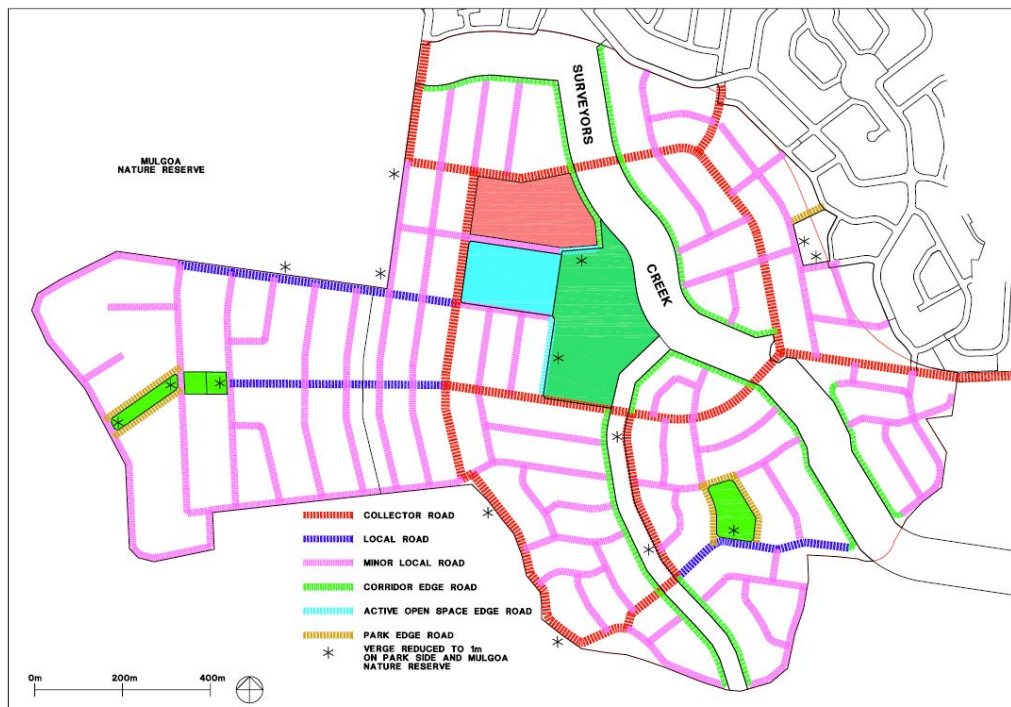 SURVEYORS
CREEK
MULGOA
NATURE RESERVE
COLLECTOR ROAD
LOCAL ROAD
MINOR LOCAL ROAD
CORRIDOR EDGE ROAD
ACTIVE OPEN SPACE EDGE ROAD
PARK EDGE ROAD
VERGE REDUCED TO 1m
ON PARK SIDE AND MULGOA
NATURE RESERVE
0m 200m 400m